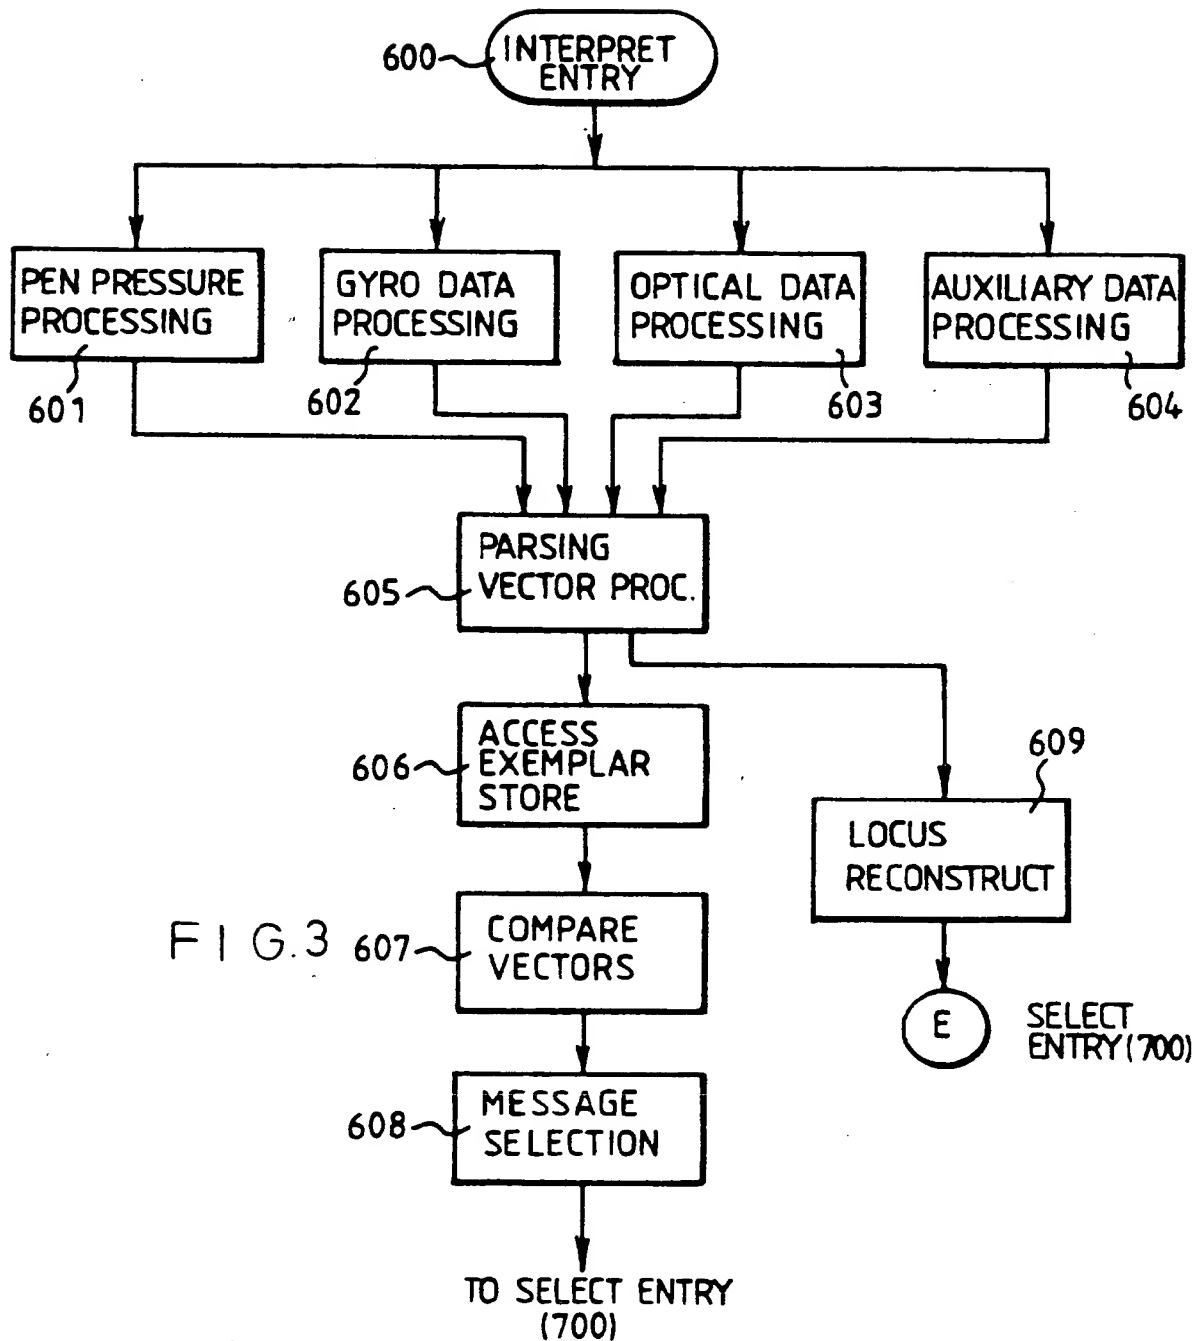 600
INTERPRET
ENTRY
PEN PRESSURE
PROCESSING
601
GYRO DATA
PROCESSING
602
OPTICAL DATA
PROCESSING
603
AUXILIARY DATA
PROCESSING
604
PARSING
VECTOR PROC.
605
ACCESS
EXEMPLAR
STORE
606
609
LOCUS
RECONSTRUCT
FIG.3
607
COMPARE
VECTORS
E
SELECT
ENTRY(700)
608
MESSAGE
SELECTION
TO SELECT ENTRY
(700)